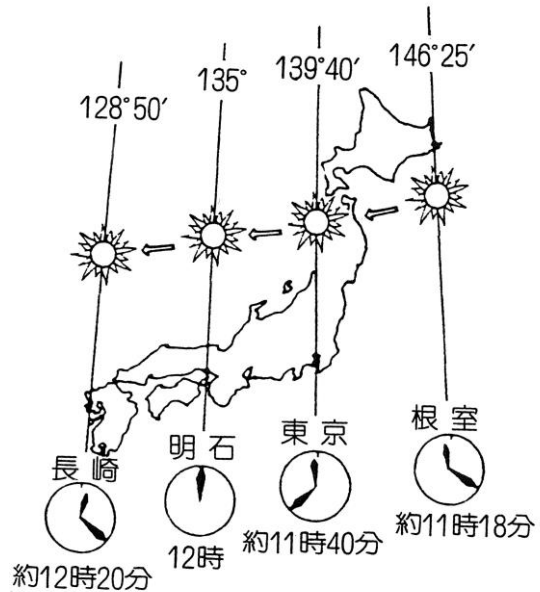 146°25′
139°40′
135°
128°50′
根室
東京
明石
長崎
約11時18分
約11時40分
12時
約12時20分